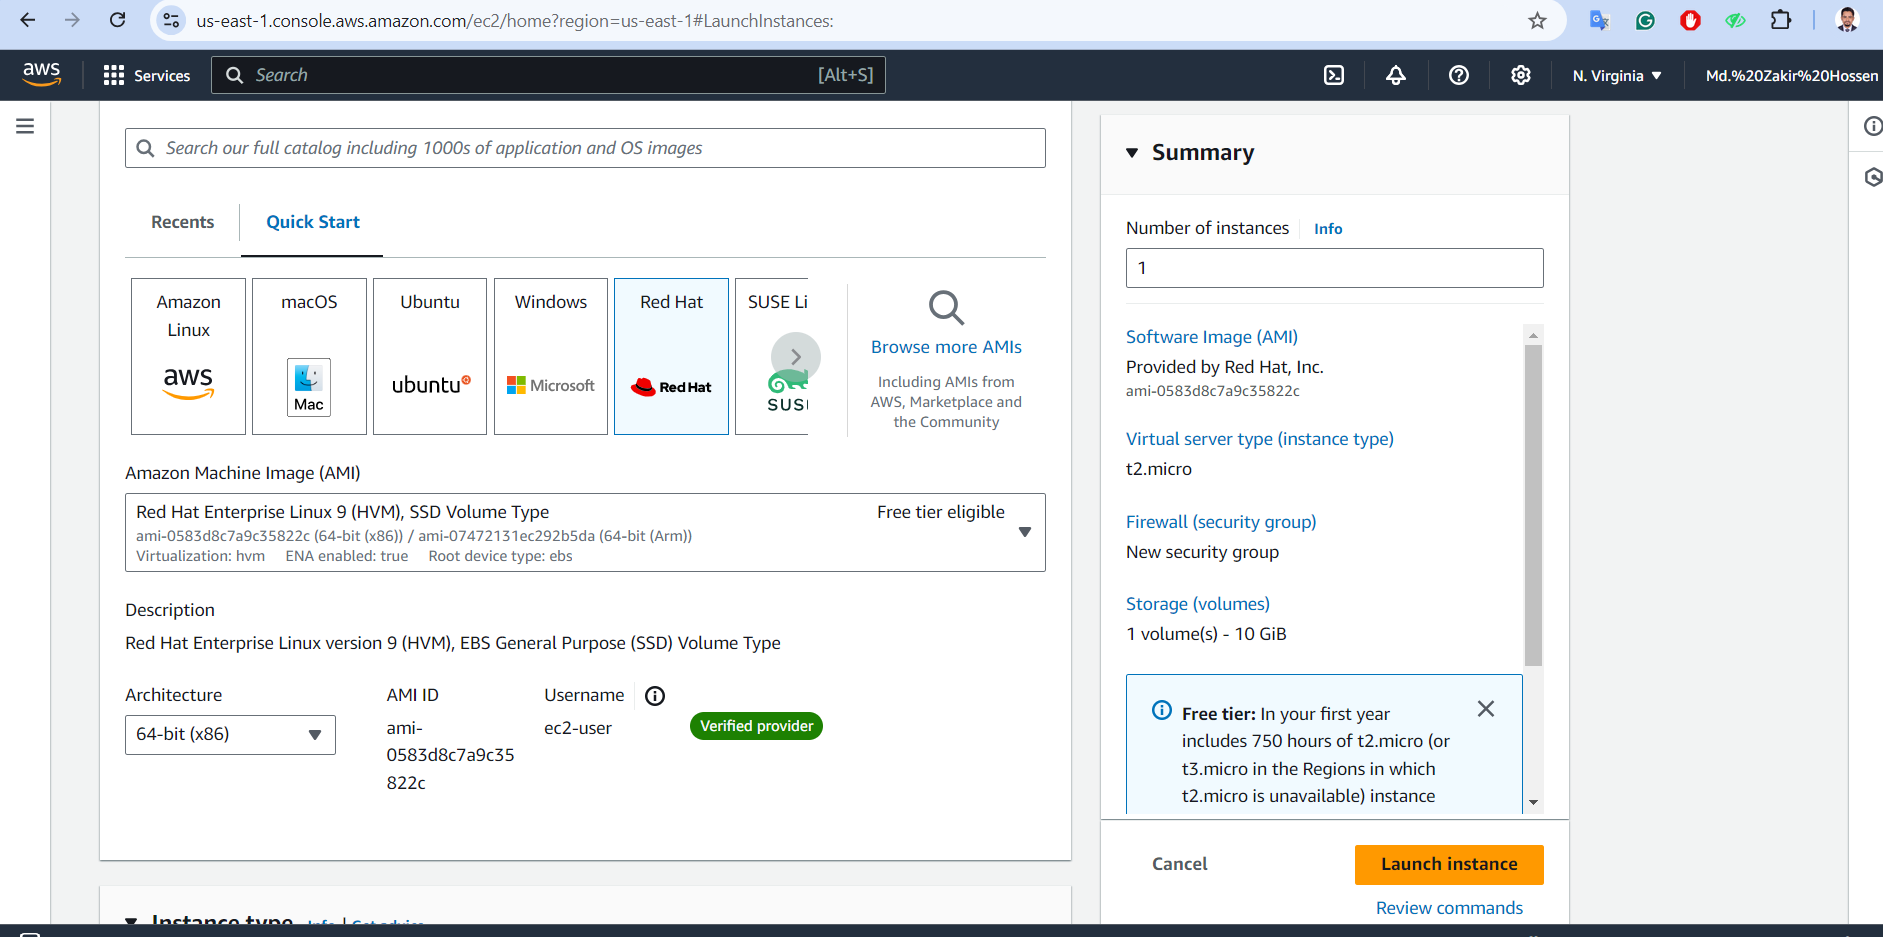 us-east-1.console.aws.amazon.com/ec2/home?region=us-east-1#LaunchInstances:
aws
Services
Search
[Alt+S]
N. Virginia
Md.%20Zakir%20Hossen
Search our full catalog including 1000s of application and OS images
Recents
Quick Start
Amazon
Linux
aws
macOS
Mac
Ubuntu
ubuntu
Windows
Microsoft
Red Hat
Red Hat
SUSE Li
SUS
Browse more AMIs
Including AMIs from
AWS, Marketplace and
the Community
Amazon Machine Image (AMI)
Red Hat Enterprise Linux 9 (HVM), SSD Volume Type
Free tier eligible
ami-0583d8c7a9c35822c (64-bit (x86)) / ami-07472131ec292b5da (64-bit (Arm))
Virtualization: hvm ENA enabled: true Root device type: ebs
Description
Red Hat Enterprise Linux version 9 (HVM), EBS General Purpose (SSD) Volume Type
Architecture
64-bit (x86)
AMI ID
ami-
0583d8c7a9c35
822c
Username
ec2-user
Verified provider
Instance type Info | Get advice
Summary
Number of instances Info
1
Software Image (AMI)
Provided by Red Hat, Inc.
ami-0583d8c7a9c35822c
Virtual server type (instance type)
t2.micro
Firewall (security group)
New security group
Storage (volumes)
1 volume(s) - 10 GiB
Free tier: In your first year
includes 750 hours of t2.micro (or
t3.micro in the Regions in which
t2.micro is unavailable) instance
Cancel
Launch instance
Review commands